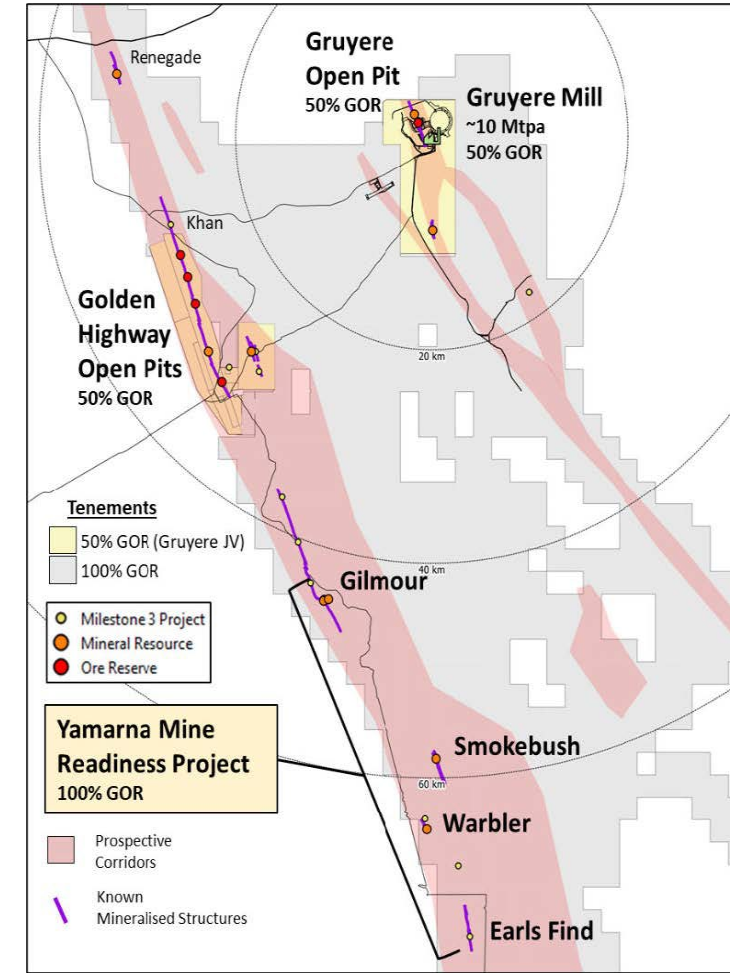 Renegade
Gruyere
Open Pit
50% GOR
Gruyere Mill
~10 Mtpa
50% GOR
Khan
Golden
Highway
Open Pits
50% GOR
20 km
Tenements
50% GOR (Gruyere JV)
100% GOR
40 km
Gilmour
Milestone 3 Project
Mineral Resource
Ore Reserve
Yamarna Mine
Readiness Project
100% GOR
Smokebush
60 km
Warbler
Prospective
Corridors
Known
Mineralised Structures
Earls Find